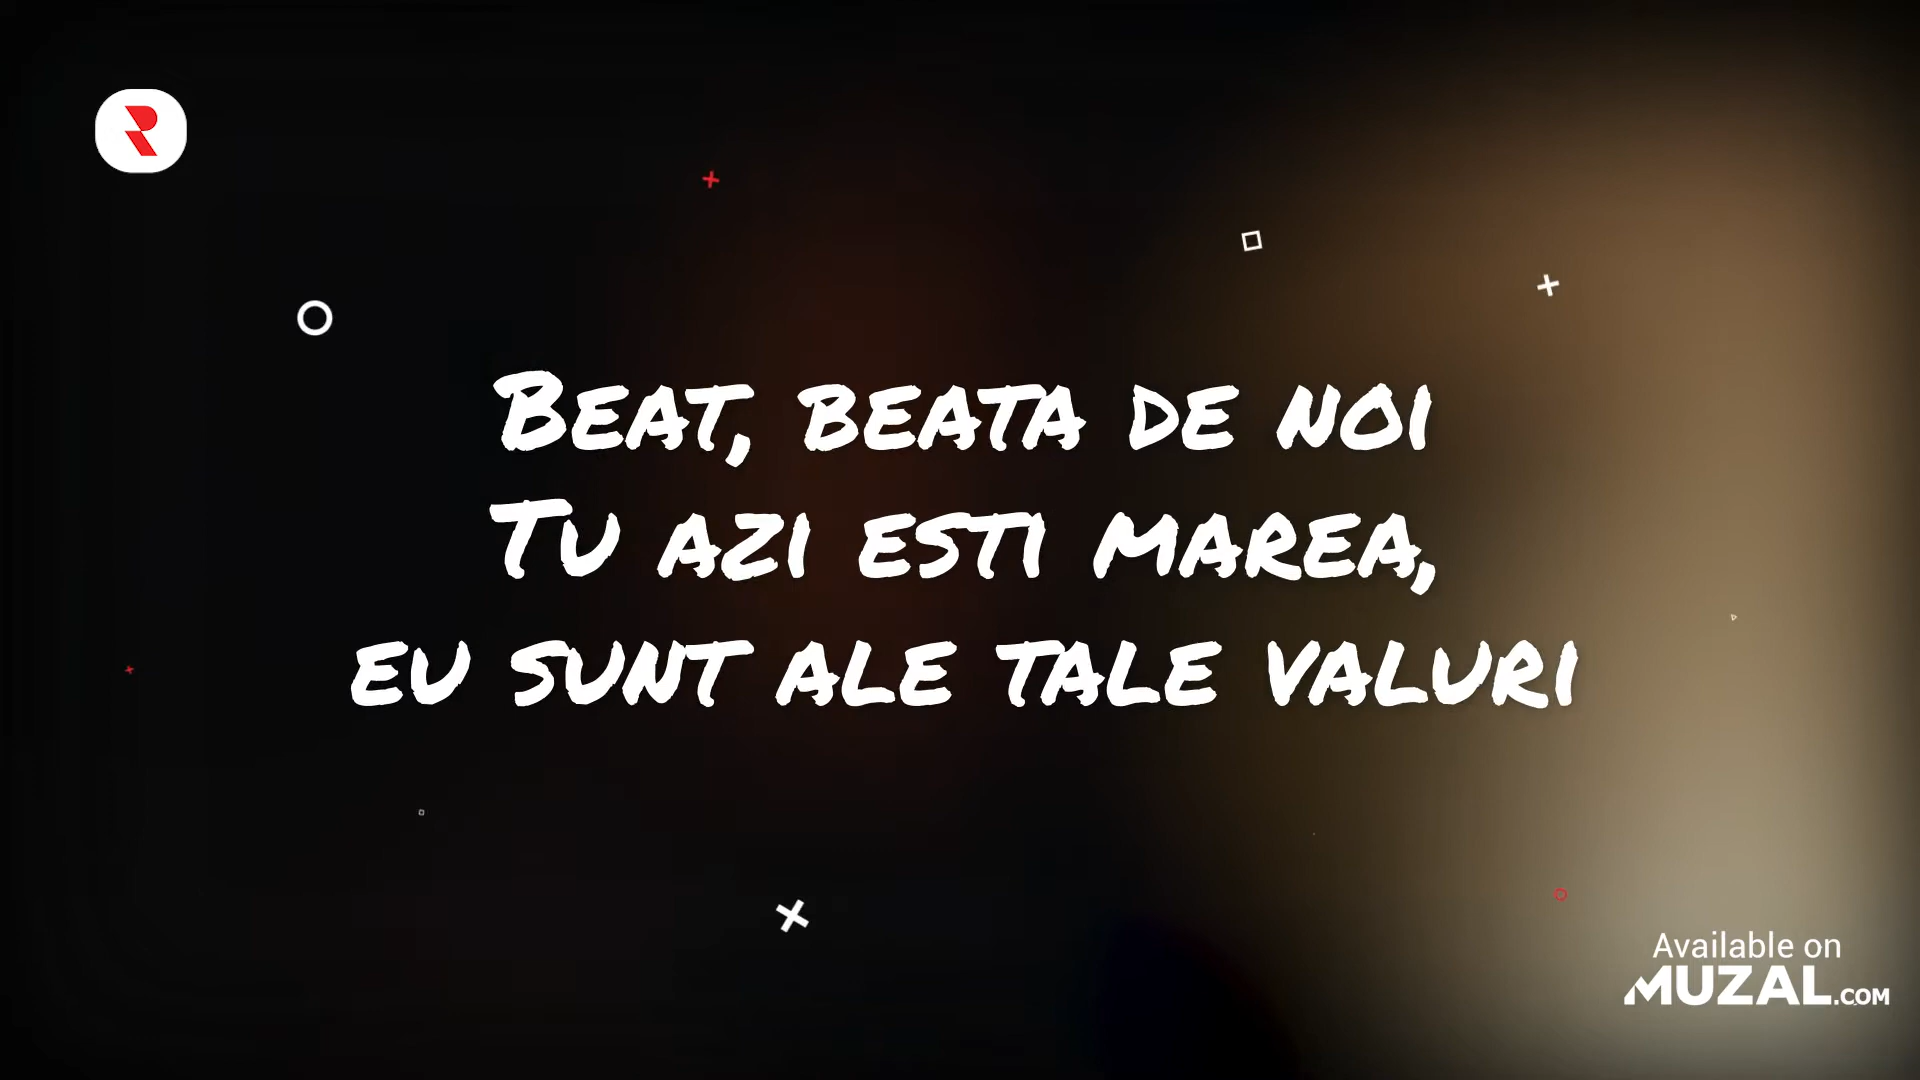 BEAT, BEATA DE NOI
TU AZI ESTI MAREA,
EU SUNT ALE TALE VALURI
Available on
MUZAL.COM